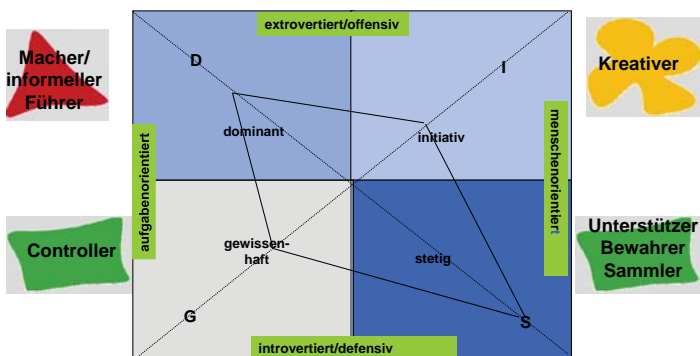 extrovertiert/offensiv
Macher/
informeller
Führer
D
I
Kreativer
dominant
initiativ
aufgabenorientiert
menschenorientiert
Controller
gewissen-
haft
stetig
Unterstützer
Bewahrer
Sammler
G
S
introvertiert/defensiv